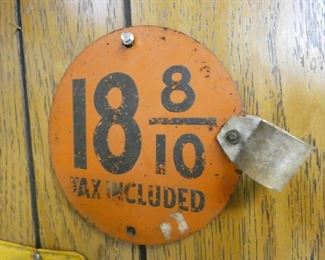 18 8/10
TAX INCLUDED